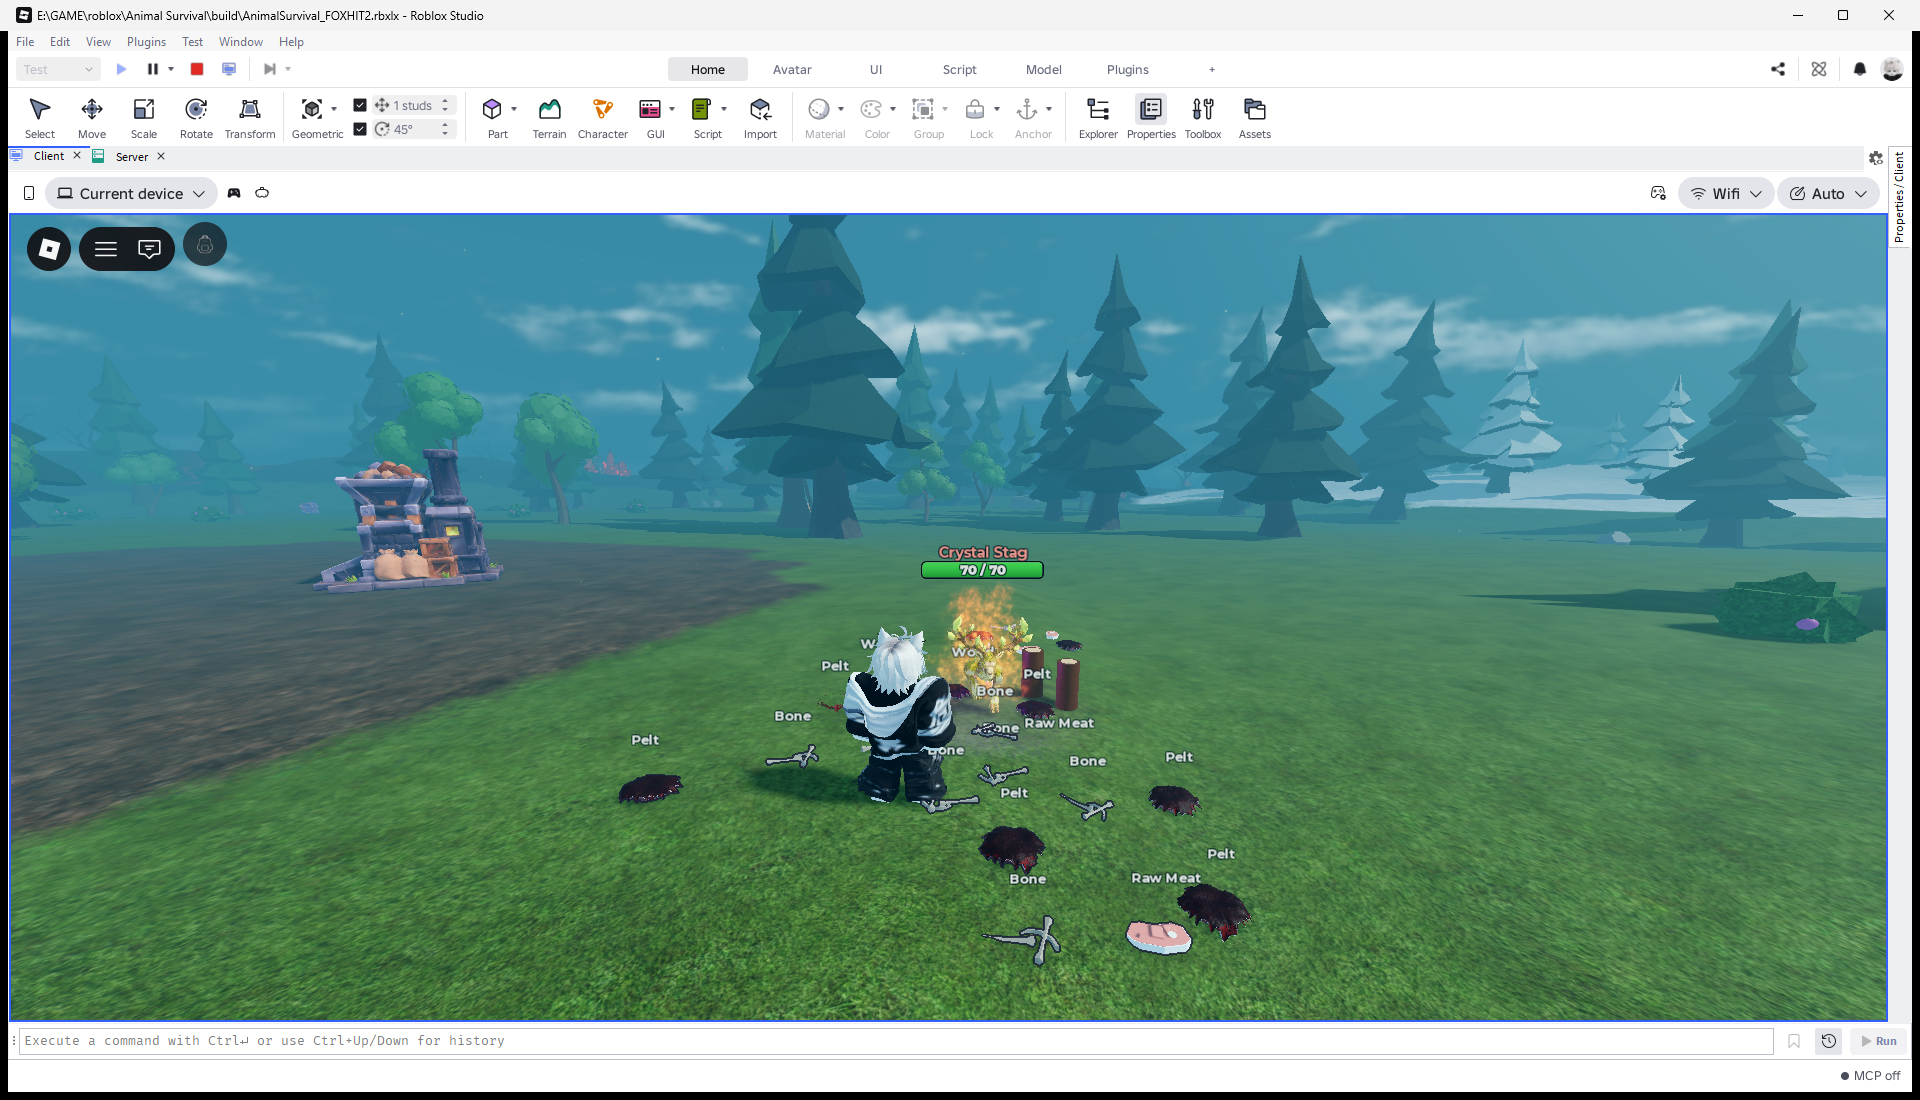 E:\GAME\roblox\Animal Survival\build\AnimalSurvival_FOXHIT2.rbxlx - Roblox Studio
File Edit View Plugins Test Window Help
Test
Home Avatar UI Script Model Plugins +
1 studs
45°
Select Move Scale Rotate Transform Geometric Part Terrain Character GUI Script Import Material Color Group Lock Anchor Explorer Properties Toolbox Assets
Client Server
Properties / Client
Current device
Wifi
Auto
Crystal Stag
70 / 70
Pelt
Pelt
Bone
Bone
Raw Meat
Pelt
Bone
Bone
Pelt
Pelt
Pelt
Bone
Raw Meat
Execute a command with Ctrl↵ or use Ctrl+Up/Down for history
Run
MCP off